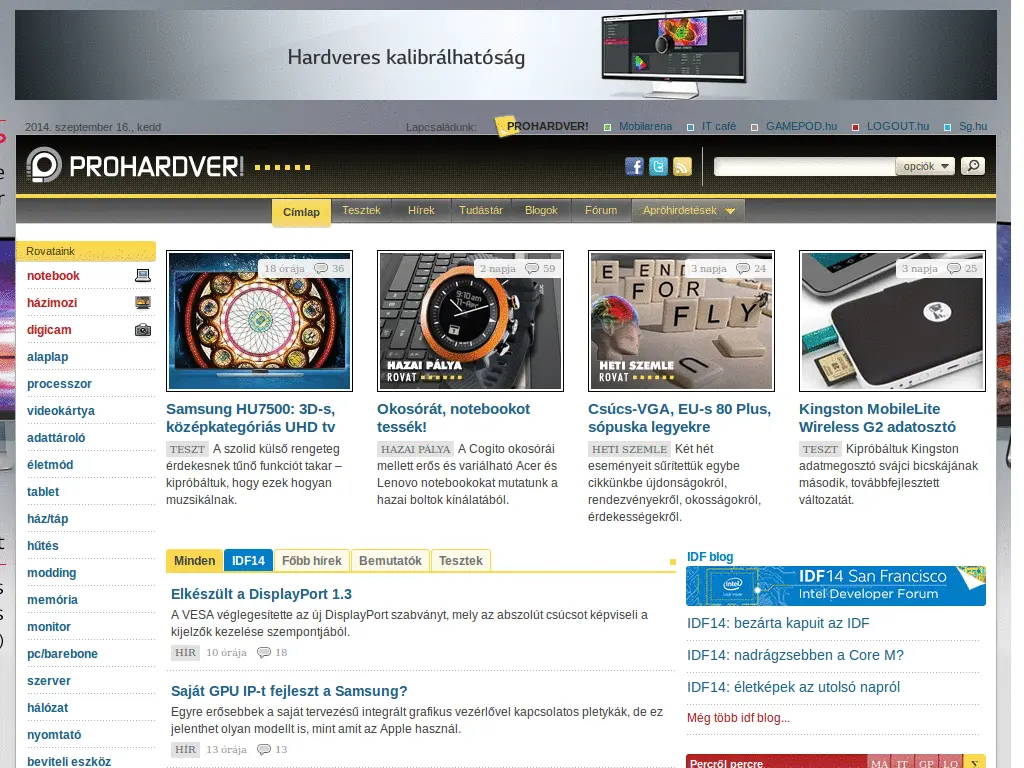 Hardveres kalibrálhatóság
2014. szeptember 16., kedd
Lapcsaládunk: PROHARDVER! Mobilarena IT café GAMEPOD.hu LOGOUT.hu Sg.hu
PROHARDVER!
opciók
Címlap Tesztek Hírek Tudástár Blogok Fórum Apróhirdetések
Rovataink
notebook
házimozi
digicam
alaplap
processzor
videokártya
adattároló
életmód
tablet
ház/táp
hűtés
modding
memória
monitor
pc/barebone
szerver
hálózat
nyomtató
beviteli eszköz
18 órája 36
Samsung HU7500: 3D-s,
középkategóriás UHD tv
TESZT A szolid külső rengeteg
érdekesnek tűnő funkciót takar –
kipróbáltuk, hogy ezek hogyan
muzsikálnak.
2 napja 59
9:10am
11-Apr
HAZAI PÁLYA
ROVAT
Okosórát, notebookot
tessék!
HAZAI PÁLYA A Cogito okosórái
mellett erős és variálható Acer és
Lenovo notebookokat mutatunk a
hazai boltok kínálatából.
3 napja 24
E END
FOR
FLY
HETI SZEMLE
ROVAT
Csúcs-VGA, EU-s 80 Plus,
sópuska legyekre
HETI SZEMLE Két hét
eseményeit sűrítettük egybe
cikkünkbe újdonságokról,
rendezvényekről, okosságokról,
érdekességekről.
3 napja 25
Kingston MobileLite
Wireless G2 adatosztó
TESZT Kipróbáltuk Kingston
adatmegosztó svájci bicskájának
második, továbbfejlesztett
változatát.
Minden IDF14 Főbb hírek Bemutatók Tesztek
Elkészült a DisplayPort 1.3
A VESA véglegesítette az új DisplayPort szabványt, mely az abszolút csúcsot képviseli a
kijelzők kezelése szempontjából.
HÍR 10 órája 18
Saját GPU IP-t fejleszt a Samsung?
Egyre erősebbek a saját tervezésű integrált grafikus vezérlővel kapcsolatos pletykák, de ez
jelenthet olyan modellt is, mint amit az Apple használ.
HÍR 13 órája 13
IDF blog
intel
IDF14 San Francisco
Intel Developer Forum
IDF14: bezárta kapuit az IDF
IDF14: nadrágzsebben a Core M?
IDF14: életképek az utolsó napról
Még több idf blog...
Percről percre MA IT GP LO Σ